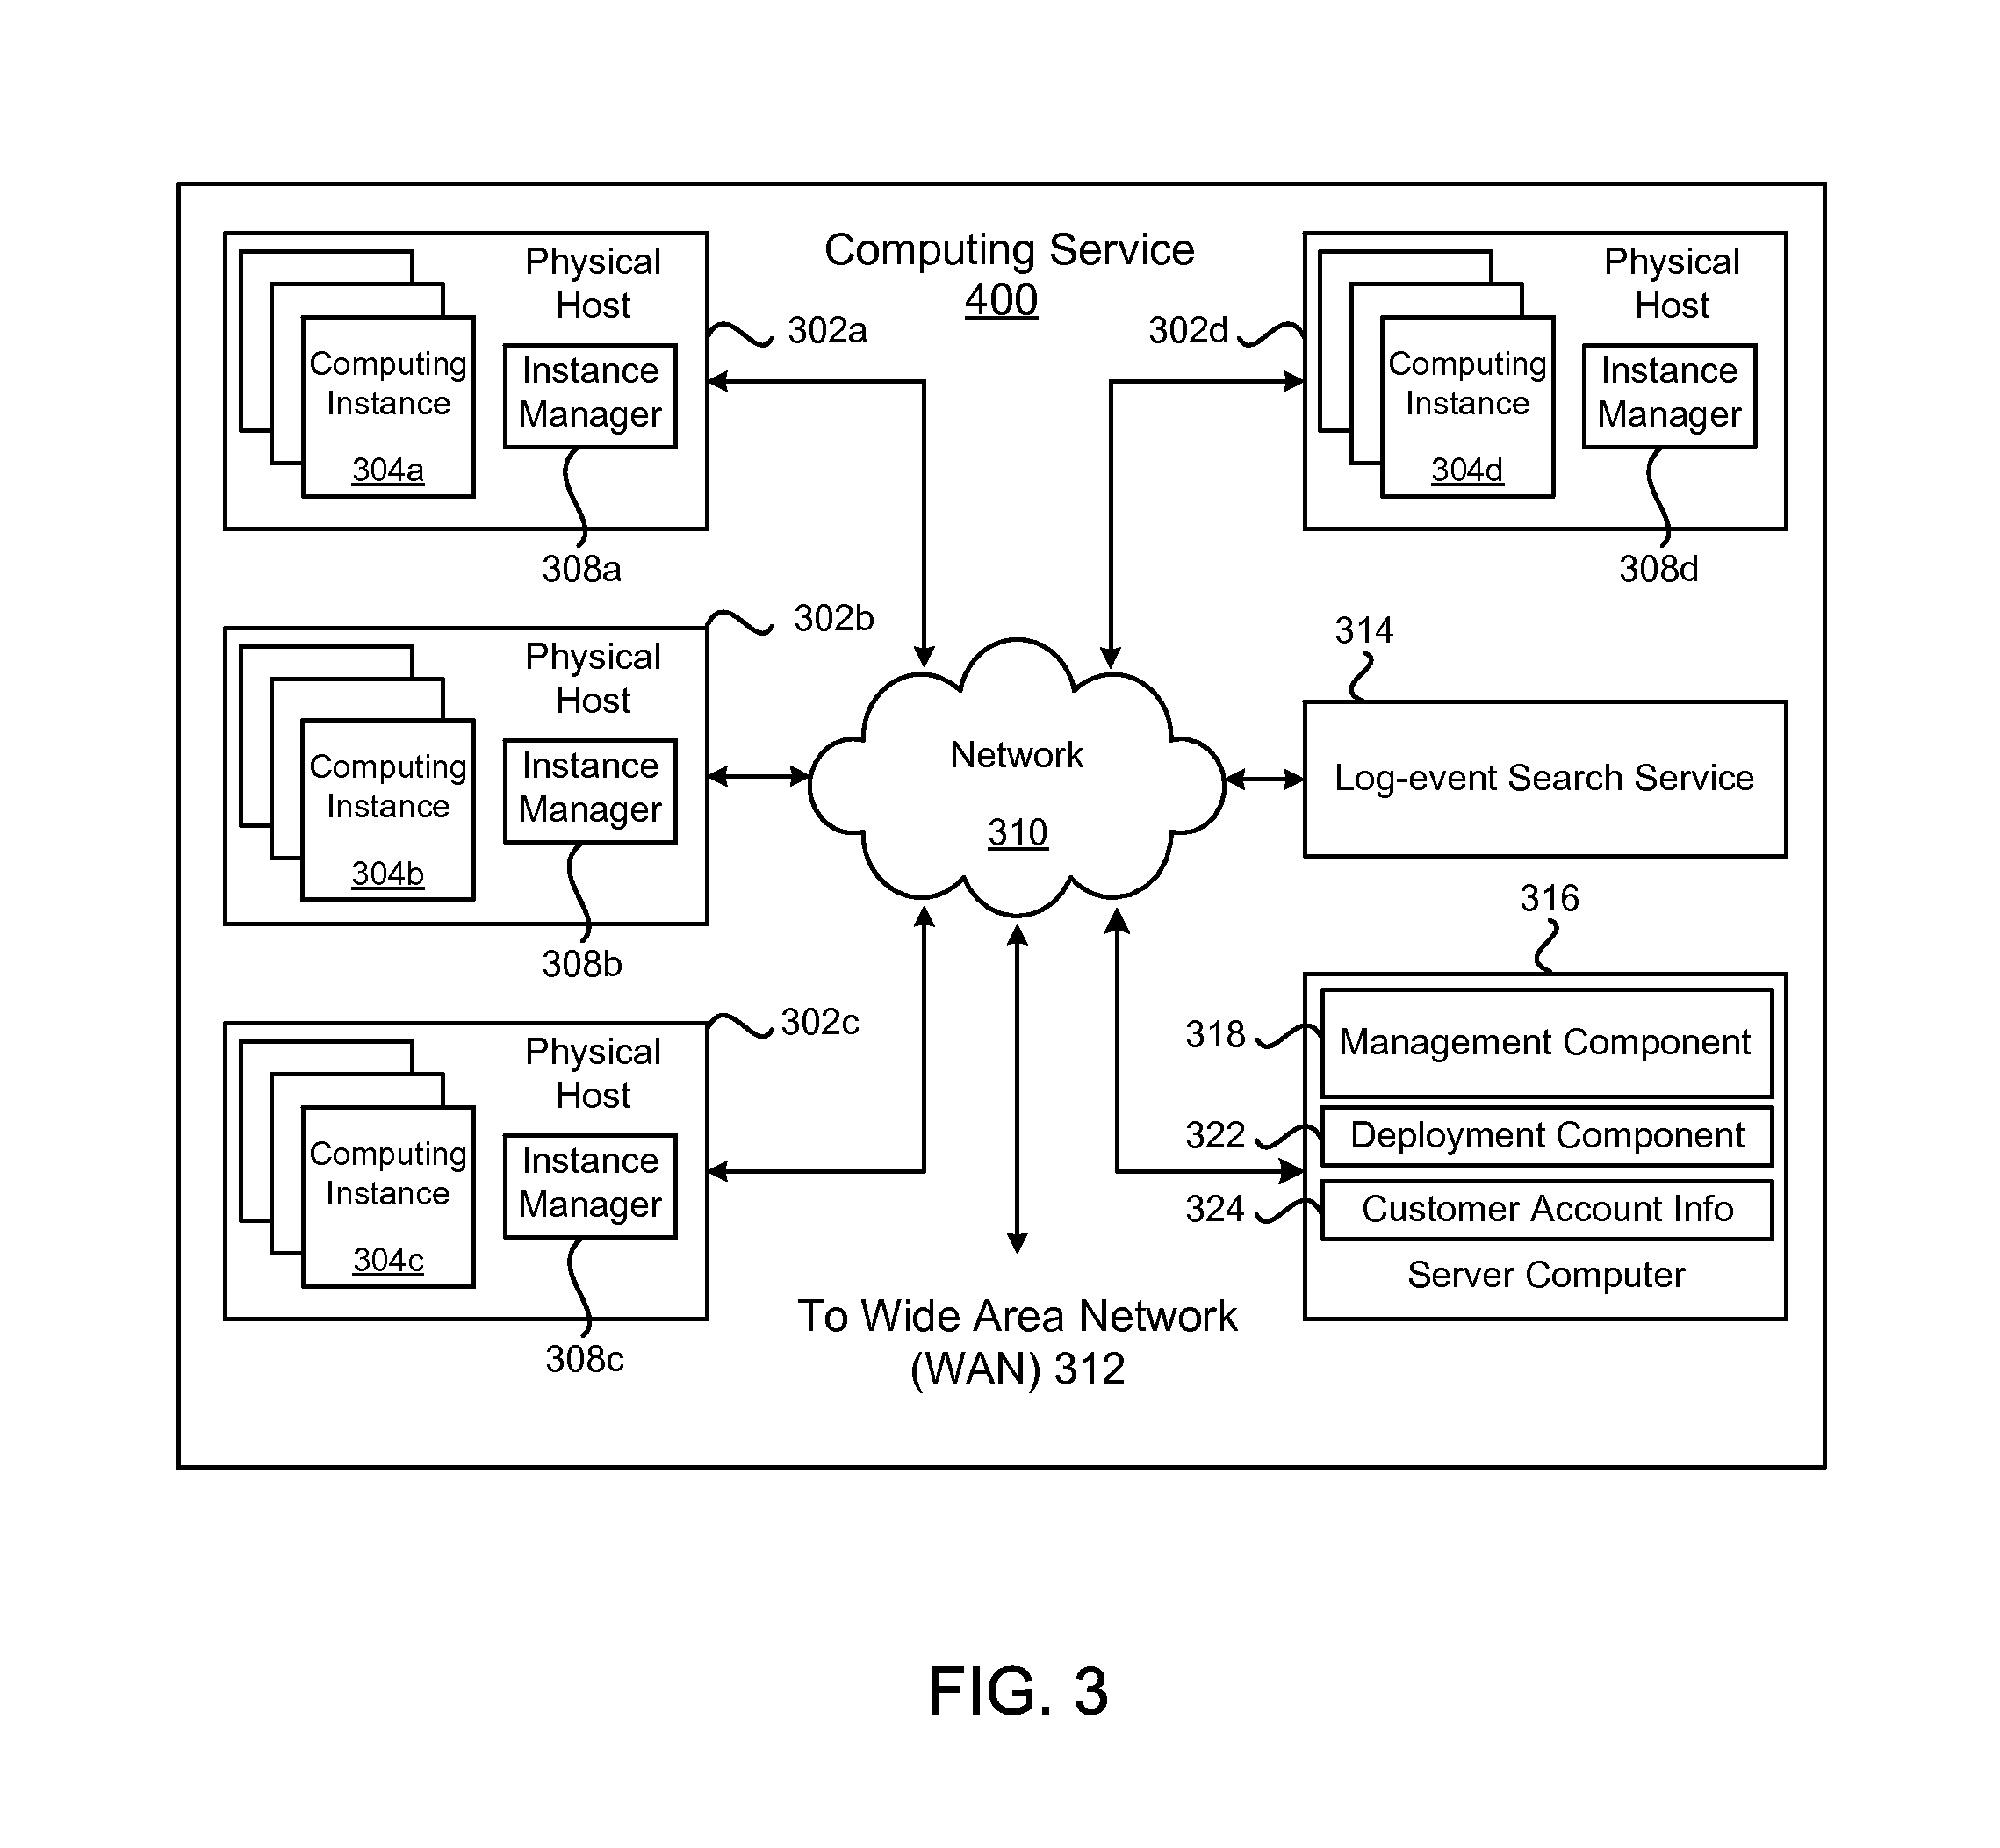 Computing Service
400
Physical
Host
302a
Computing
Instance
304a
Instance
Manager
308a
302d
Physical
Host
Computing
Instance
304d
Instance
Manager
308d
302b
Physical
Host
Computing
Instance
304b
Instance
Manager
308b
Network
310
314
Log-event Search Service
302c
Physical
Host
Computing
Instance
304c
Instance
Manager
308c
316
318
Management Component
322
Deployment Component
324
Customer Account Info
Server Computer
To Wide Area Network
(WAN) 312
FIG. 3